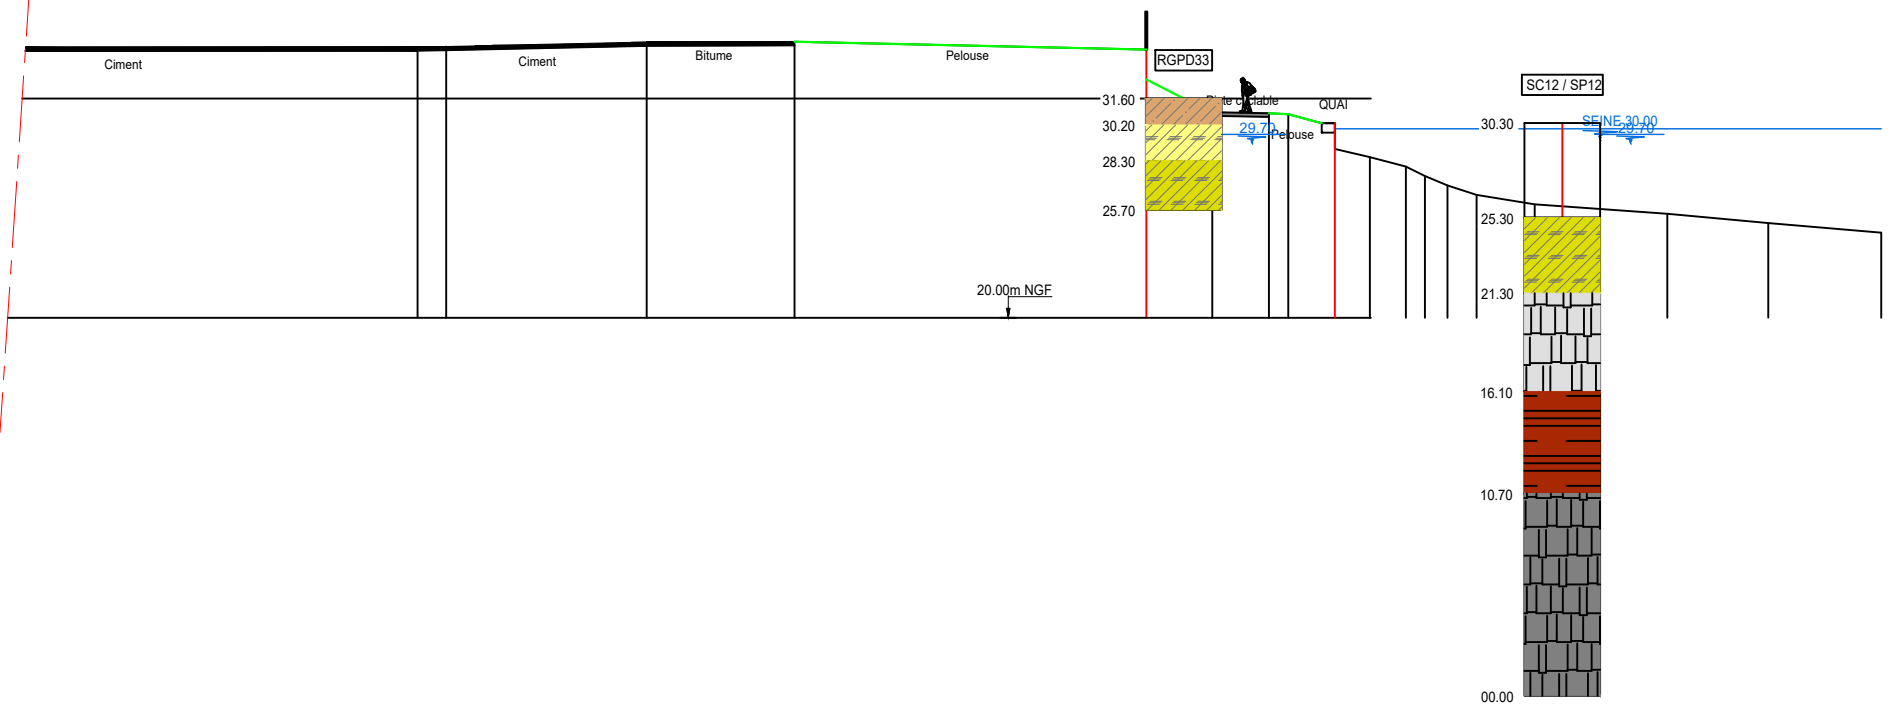 Ciment
Ciment
Bitume
Pelouse
RGPD33
SC12 / SP12
31.60
Piste cyclable
QUAI
30.20
29.70
Pelouse
30.30
SEINE 30.00
29.70
28.30
25.70
25.30
20.00m NGF
21.30
16.10
10.70
00.00